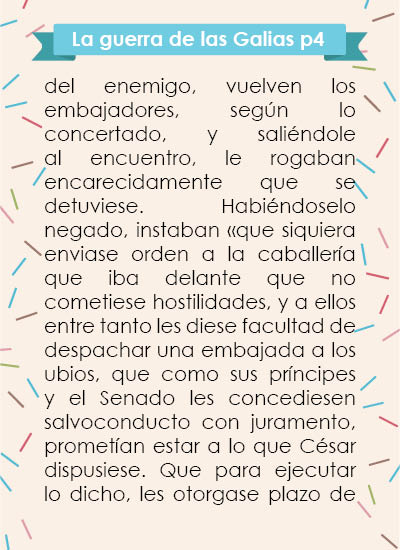 La guerra de las Galias p4
del enemigo, vuelven los
embajadores, según lo
concertado, y saliéndole
al encuentro, le rogaban
encarecidamente que se
detuviese. Habiéndoselo
negado, instaban «que siquiera
enviase orden a la caballería
que iba delante que no
cometiese hostilidades, y a ellos
entre tanto les diese facultad de
despachar una embajada a los
ubios, que como sus príncipes
y el Senado les concediesen
salvoconducto con juramento,
prometían estar a lo que César
dispusiese. Que para ejecutar
lo dicho, les otorgase plazo de